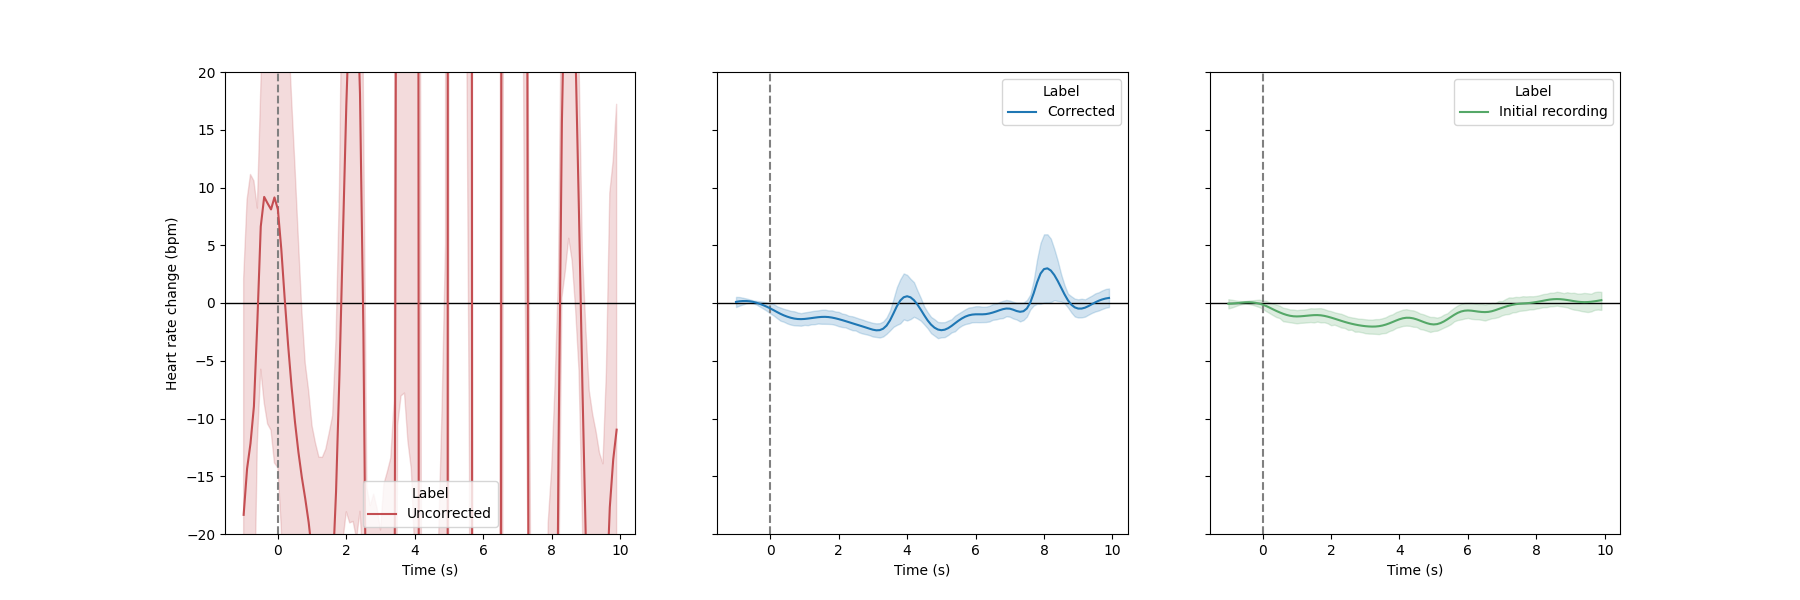 Heart rate change (bpm)
20
15
10
5
0
−5
−10
−15
−20
Label
Uncorrected
0 2 4 6 8 10
Time (s)
Label
Corrected
0 2 4 6 8 10
Time (s)
Label
Initial recording
0 2 4 6 8 10
Time (s)